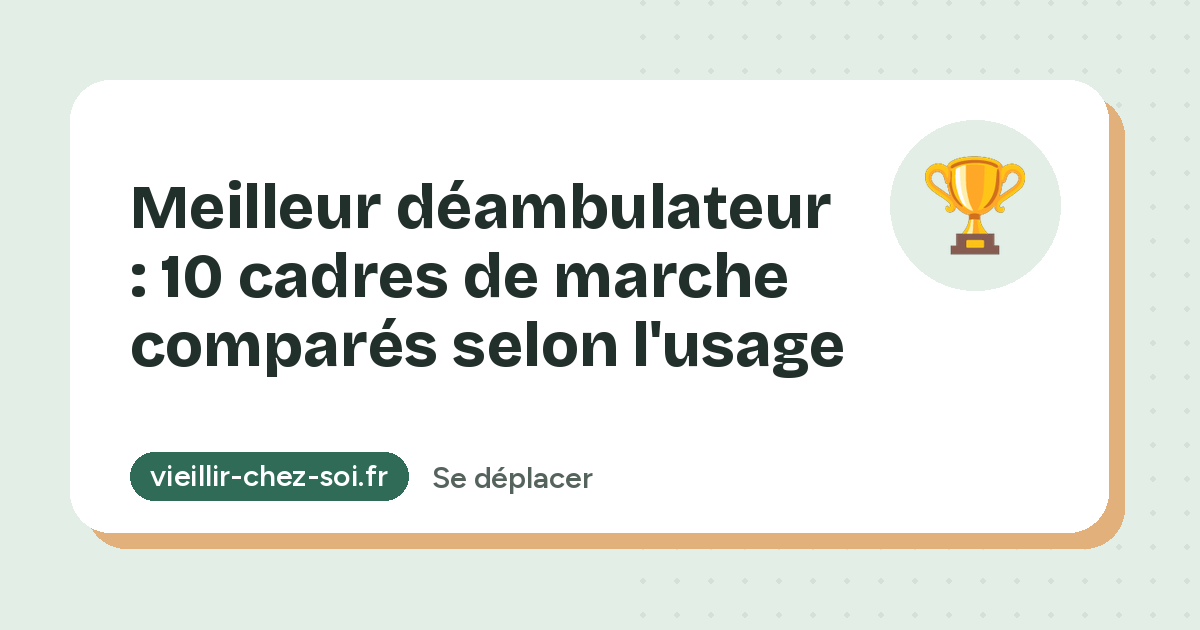 Meilleur déambulateur
: 10 cadres de marche
comparés selon l'usage
vieillir-chez-soi.fr
Se déplacer